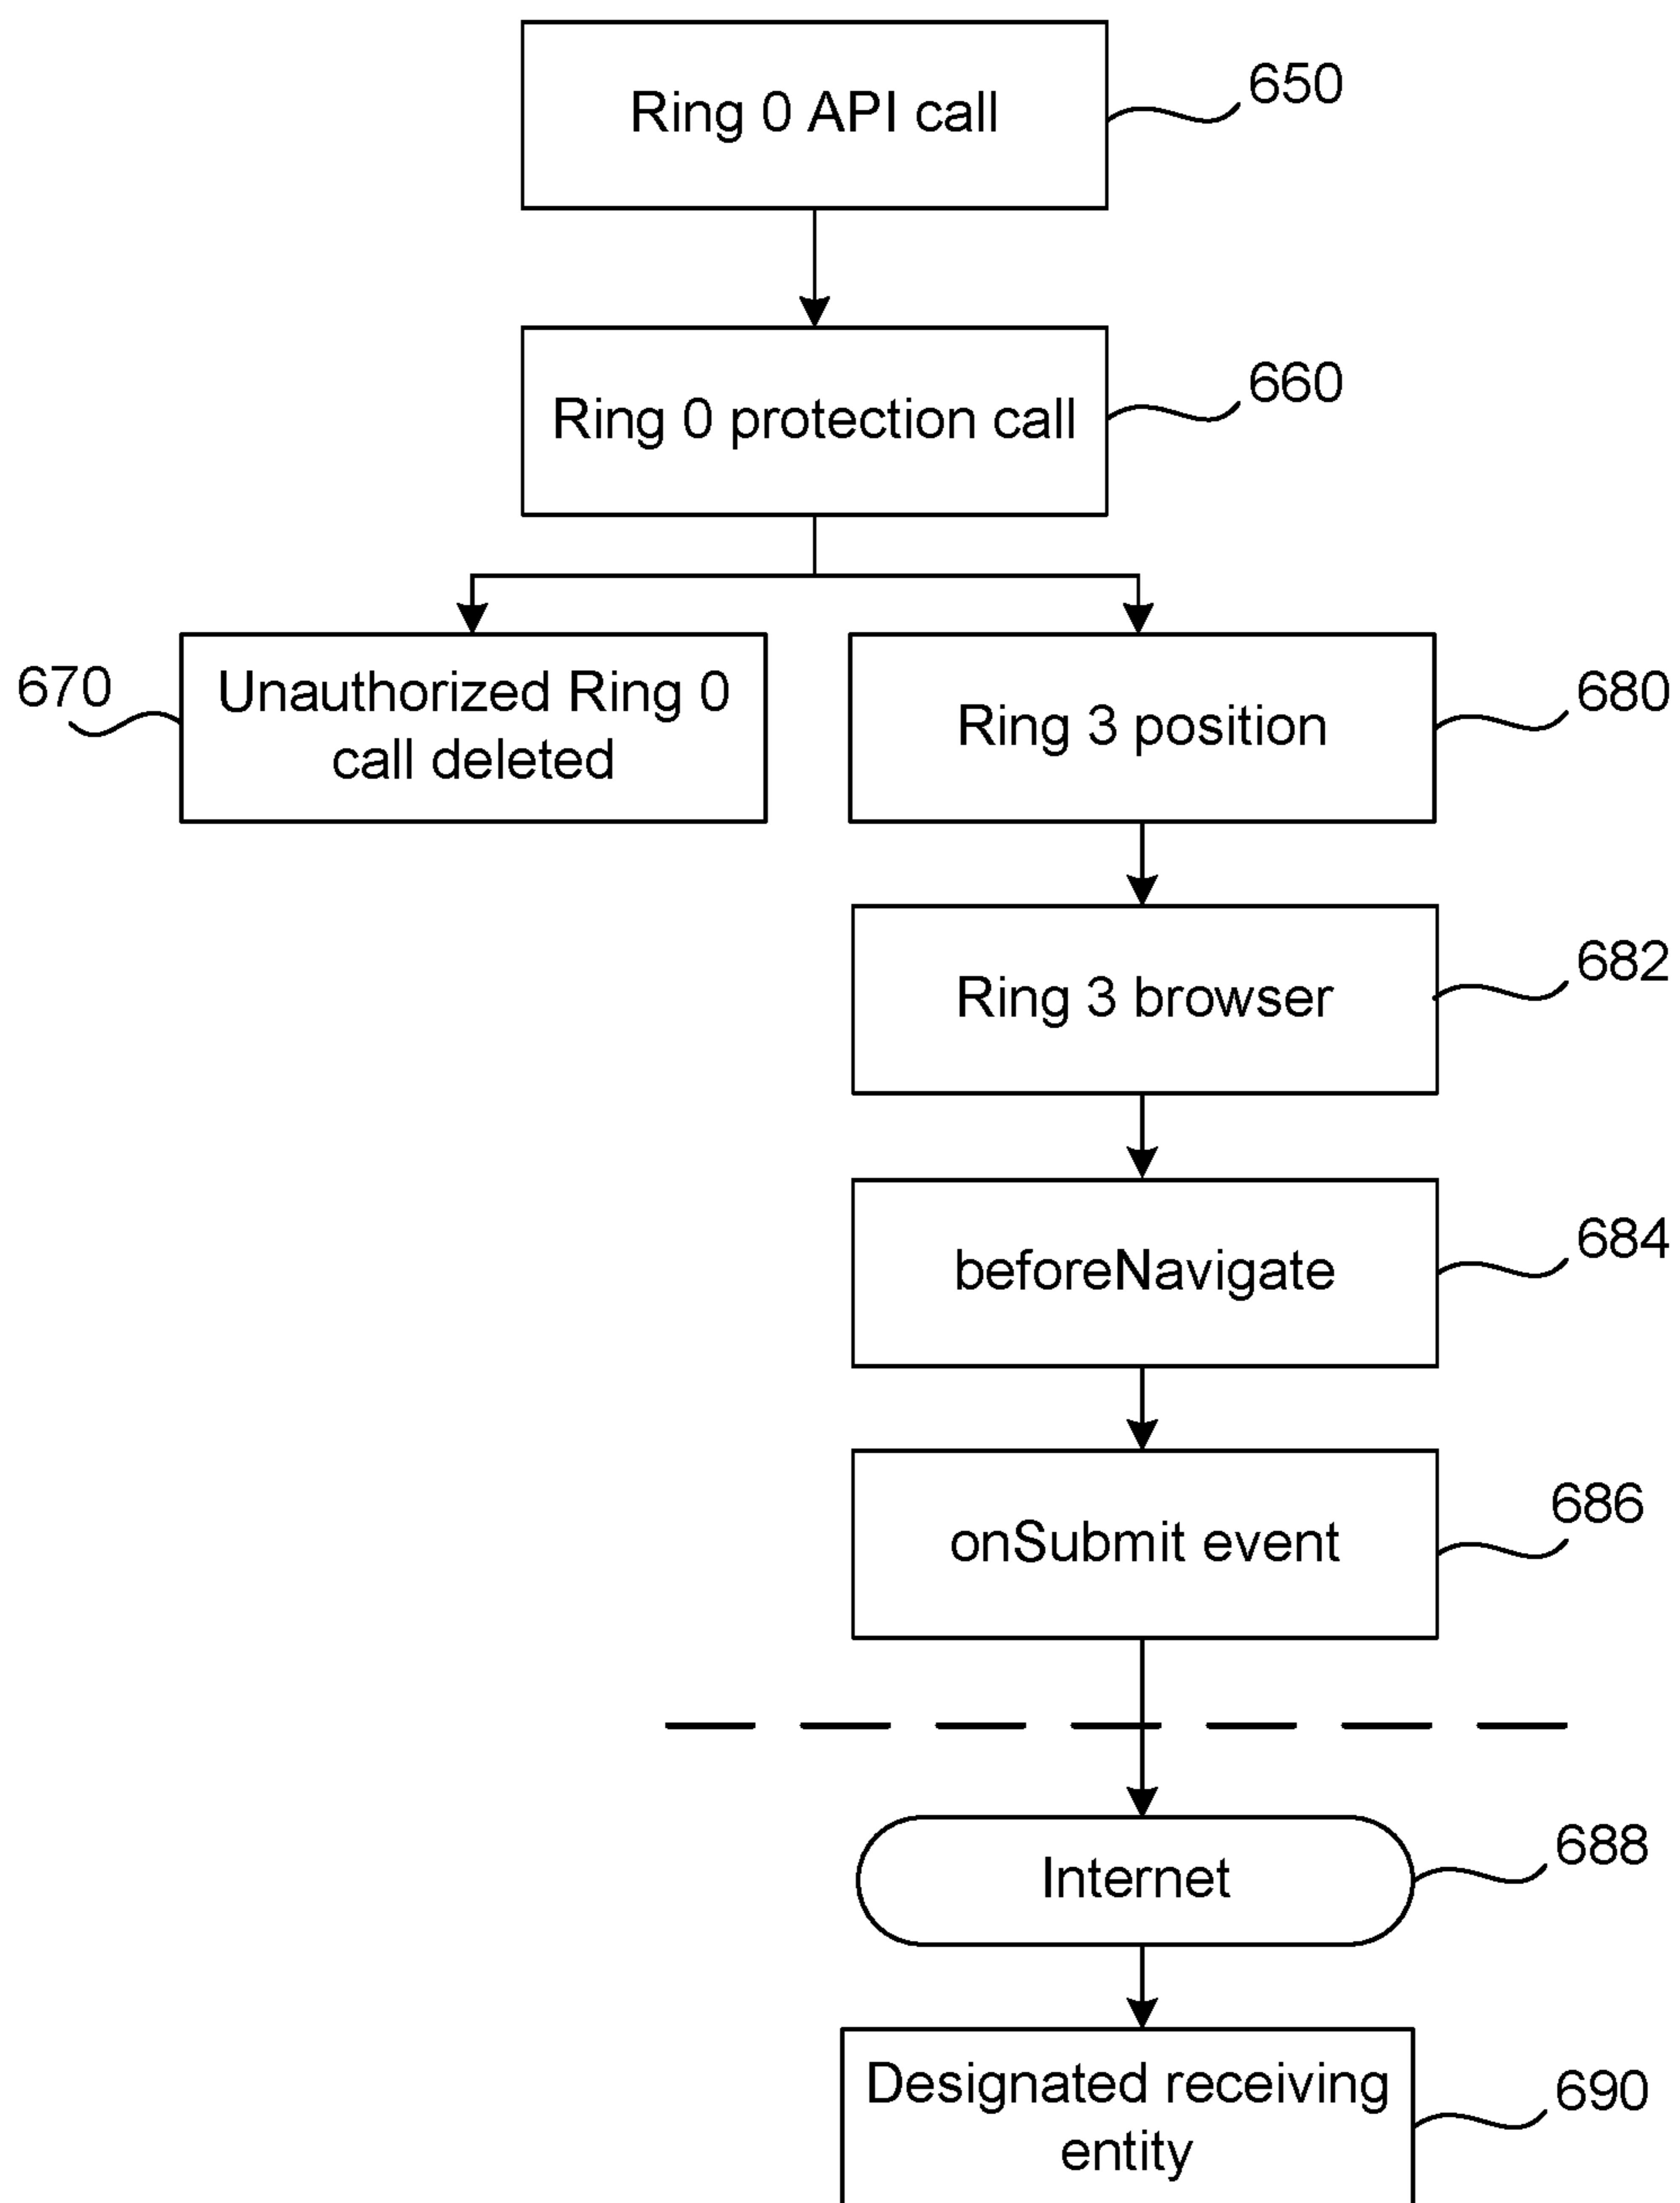 Ring 0 API call
650
Ring 0 protection call
660
670
Unauthorized Ring 0
call deleted
Ring 3 position
680
Ring 3 browser
682
beforeNavigate
684
onSubmit event
686
Internet
688
Designated receiving
entity
690